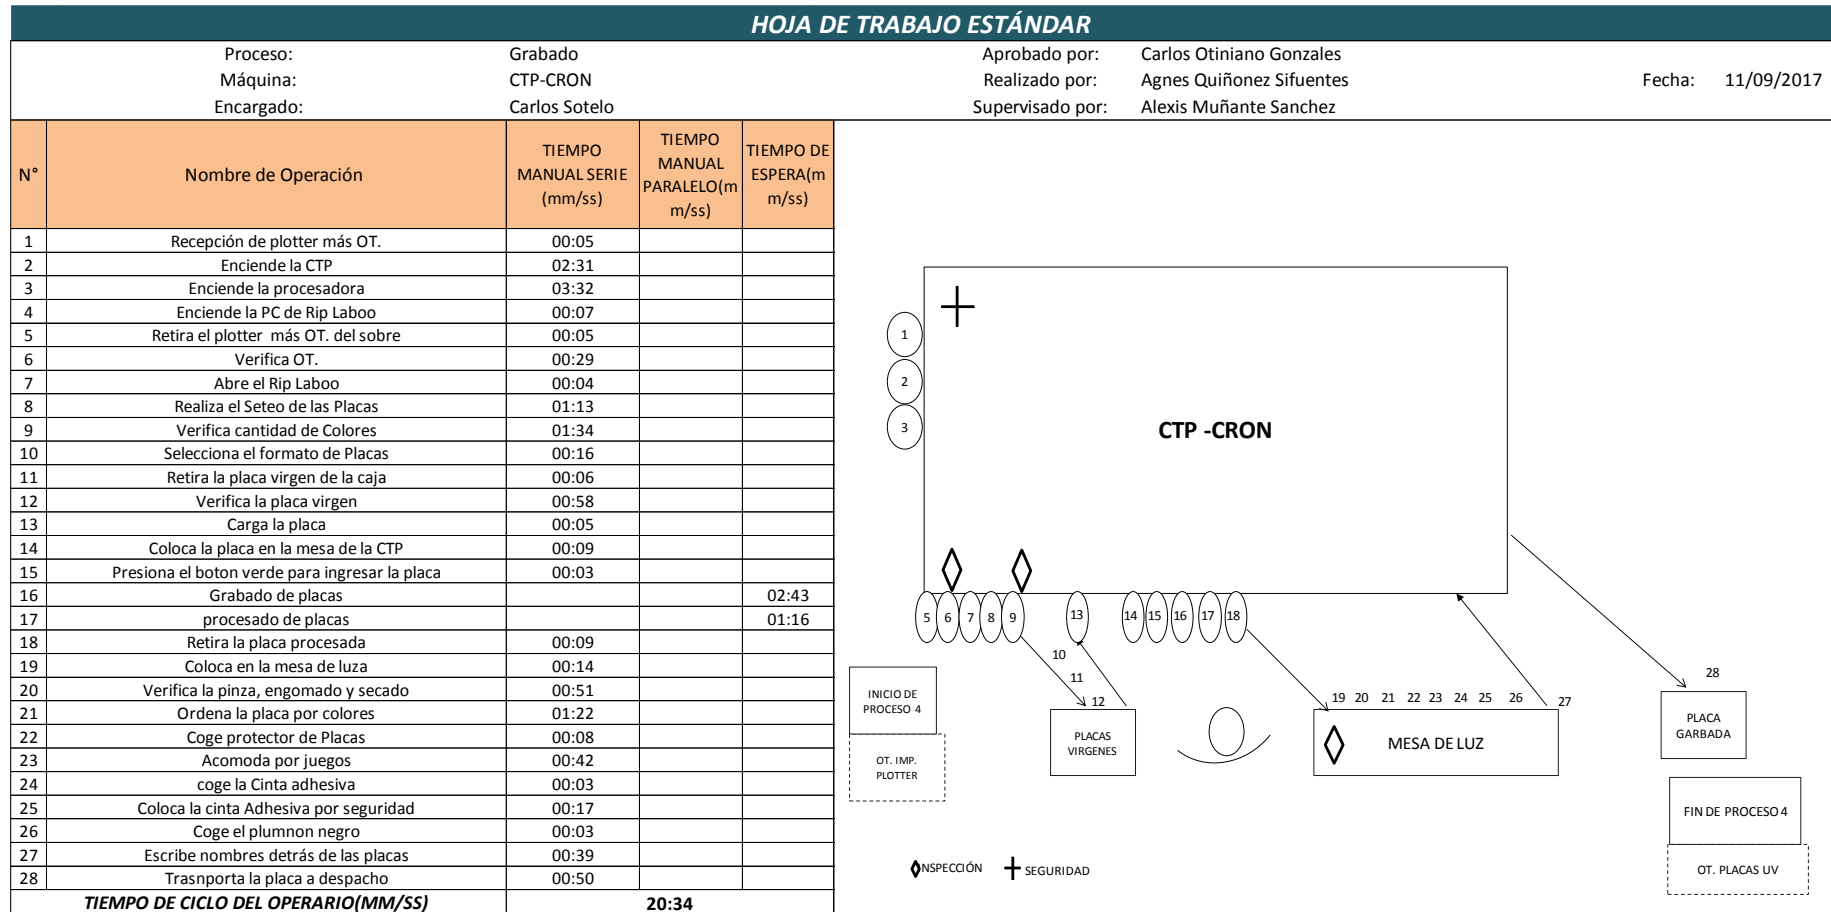 HOJA DE TRABAJO ESTÁNDAR
Proceso: Grabado Aprobado por: Carlos Otiniano Gonzales
Máquina: CTP-CRON Realizado por: Agnes Quiñonez Sifuentes Fecha: 11/09/2017
Encargado: Carlos Sotelo Supervisado por: Alexis Muñante Sanchez
N° Nombre de Operación TIEMPO MANUAL SERIE (mm/ss) TIEMPO MANUAL PARALELO(mm/ss) TIEMPO DE ESPERA(mm/ss)
1 Recepción de plotter más OT. 00:05
2 Enciende la CTP 02:31
3 Enciende la procesadora 03:32
4 Enciende la PC de Rip Laboo 00:07
5 Retira el plotter más OT. del sobre 00:05
6 Verifica OT. 00:29
7 Abre el Rip Laboo 00:04
8 Realiza el Seteo de las Placas 01:13
9 Verifica cantidad de Colores 01:34
10 Selecciona el formato de Placas 00:16
11 Retira la placa virgen de la caja 00:06
12 Verifica la placa virgen 00:58
13 Carga la placa 00:05
14 Coloca la placa en la mesa de la CTP 00:09
15 Presiona el boton verde para ingresar la placa 00:03
16 Grabado de placas 02:43
17 procesado de placas 01:16
18 Retira la placa procesada 00:09
19 Coloca en la mesa de luza 00:14
20 Verifica la pinza, engomado y secado 00:51
21 Ordena la placa por colores 01:22
22 Coge protector de Placas 00:08
23 Acomoda por juegos 00:42
24 coge la Cinta adhesiva 00:03
25 Coloca la cinta Adhesiva por seguridad 00:17
26 Coge el plumnon negro 00:03
27 Escribe nombres detrás de las placas 00:39
28 Trasnporta la placa a despacho 00:50
TIEMPO DE CICLO DEL OPERARIO(MM/SS) 20:34
1
2
3
CTP -CRON
5 6 7 8 9 13 14 15 16 17 18
10
11
12
19 20 21 22 23 24 25 26 27
28
INICIO DE
PROCESO 4
OT. IMP.
PLOTTER
PLACAS
VIRGENES
MESA DE LUZ
PLACA
GARBADA
FIN DE PROCESO 4
OT. PLACAS UV
NSPECCIÓN
SEGURIDAD